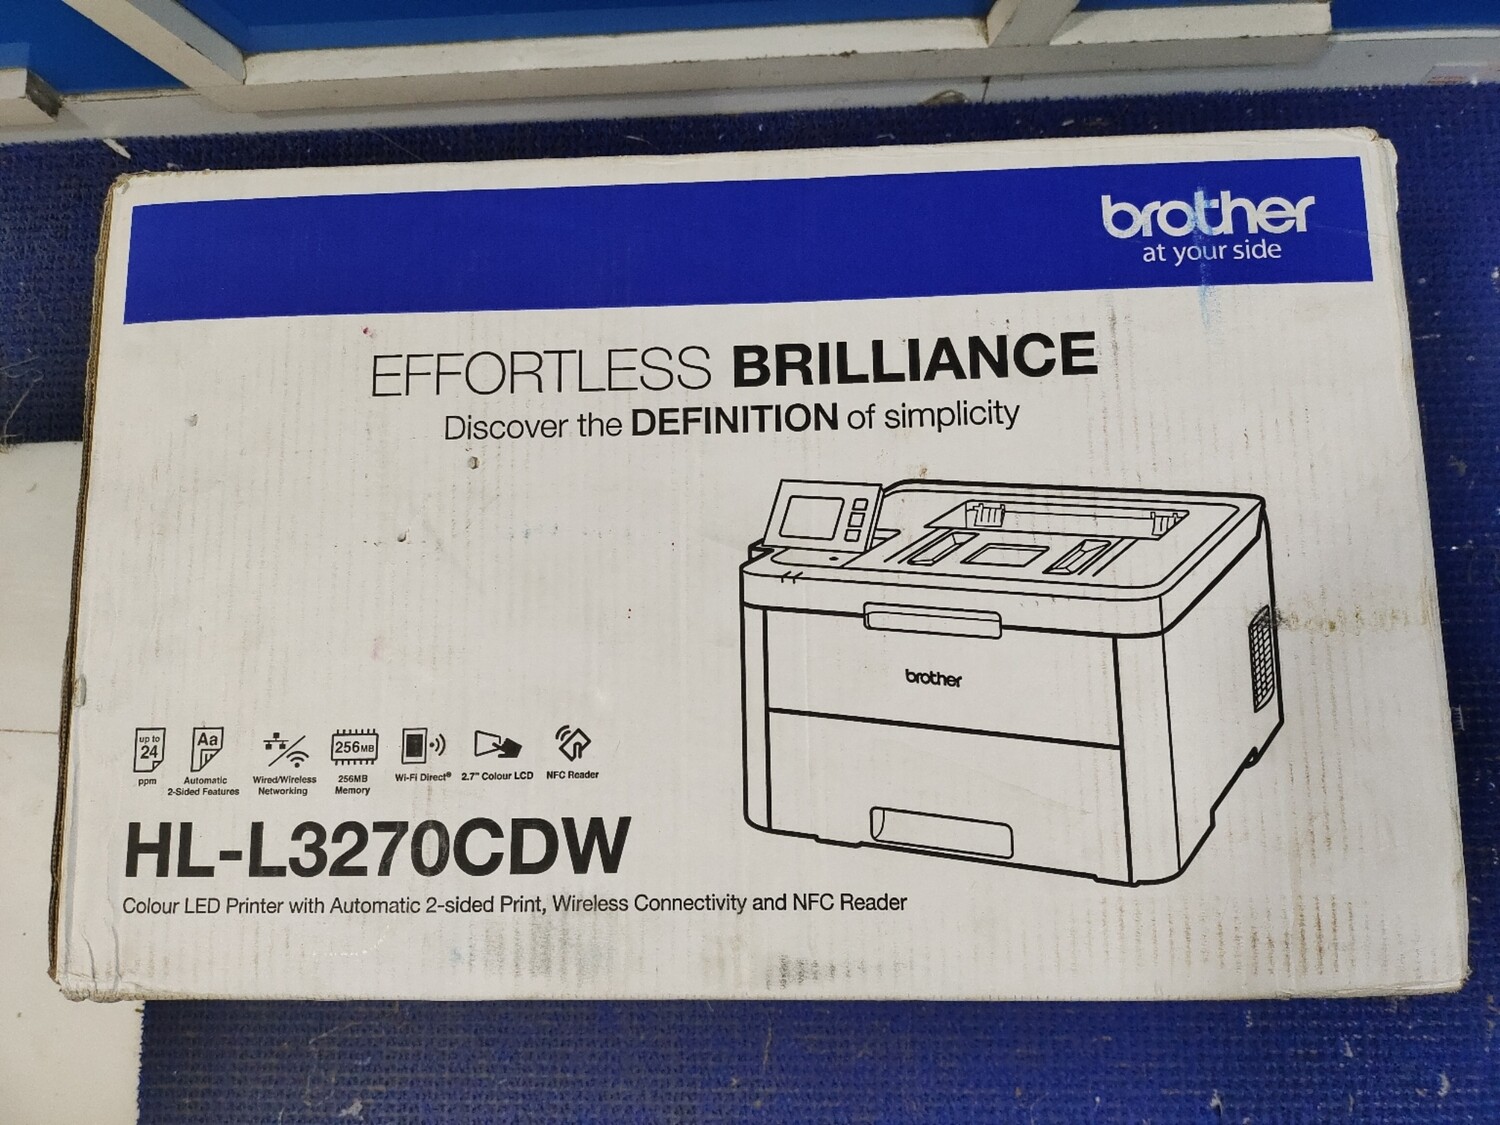 brother
at your side
EFFORTLESS BRILLIANCE
Discover the DEFINITION of simplicity
brother
up to
24
ppm
Aa
Automatic
2-Sided Features
Wired/Wireless
Networking
256MB
256MB
Memory
Wi-Fi Direct®
2.7" Colour LCD
NFC Reader
HL-L3270CDW
Colour LED Printer with Automatic 2-sided Print, Wireless Connectivity and NFC Reader